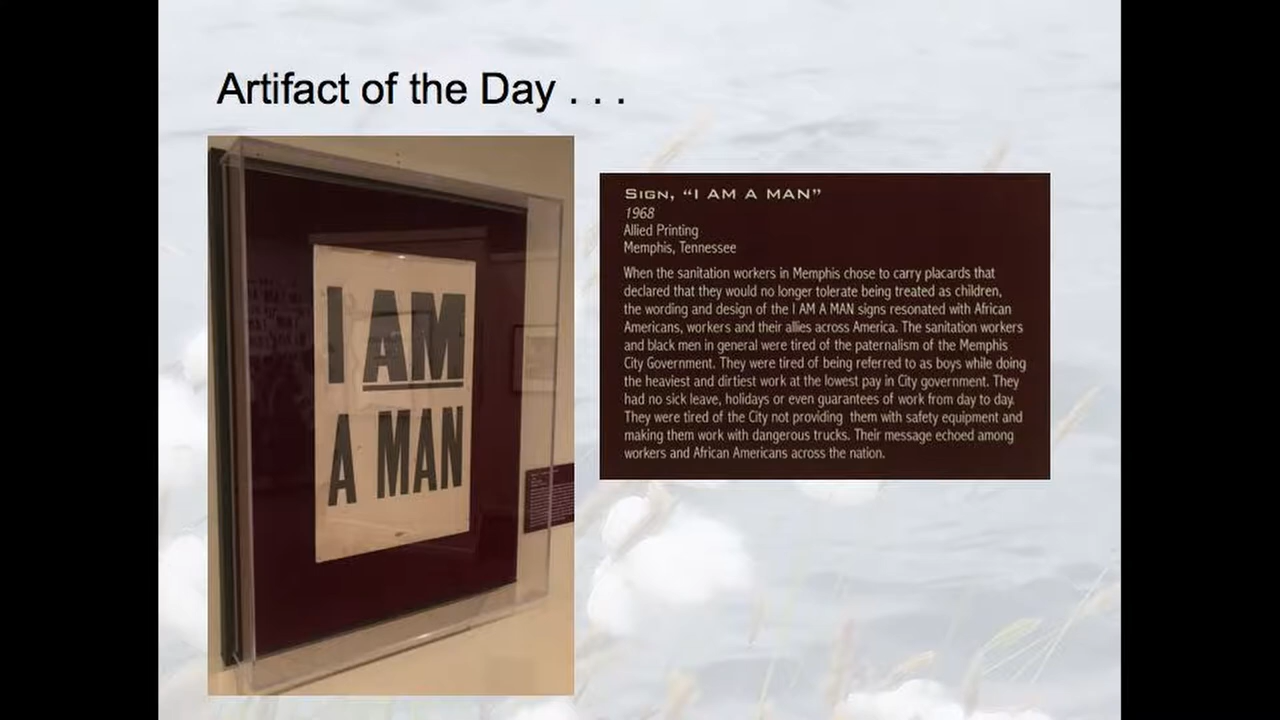 Artifact of the Day . . .
I AM
A MAN
SIGN, “I AM A MAN”
1968
Allied Printing
Memphis, Tennessee
When the sanitation workers in Memphis chose to carry placards that
declared that they would no longer tolerate being treated as children,
the wording and design of the I AM A MAN signs resonated with African
Americans, workers and their allies across America. The sanitation workers
and black men in general were tired of the paternalism of the Memphis
City Government. They were tired of being referred to as boys while doing
the heaviest and dirtiest work at the lowest pay in City government. They
had no sick leave, holidays or even guarantees of work from day to day.
They were tired of the City not providing them with safety equipment and
making them work with dangerous trucks. Their message echoed among
workers and African Americans across the nation.